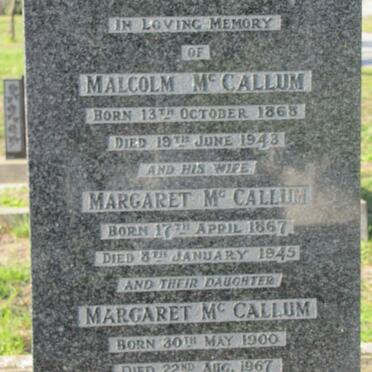 IN LOVING MEMORY
OF
MALCOLM McCALLUM
BORN 13TH OCTOBER 1868
DIED 19TH JUNE 1943
AND HIS WIFE
MARGARET McCALLUM
BORN 17TH APRIL 1867
DIED 8TH JANUARY 1945
AND THEIR DAUGHTER
MARGARET McCALLUM
BORN 30TH MAY 1900
DIED 22ND AUG. 1967